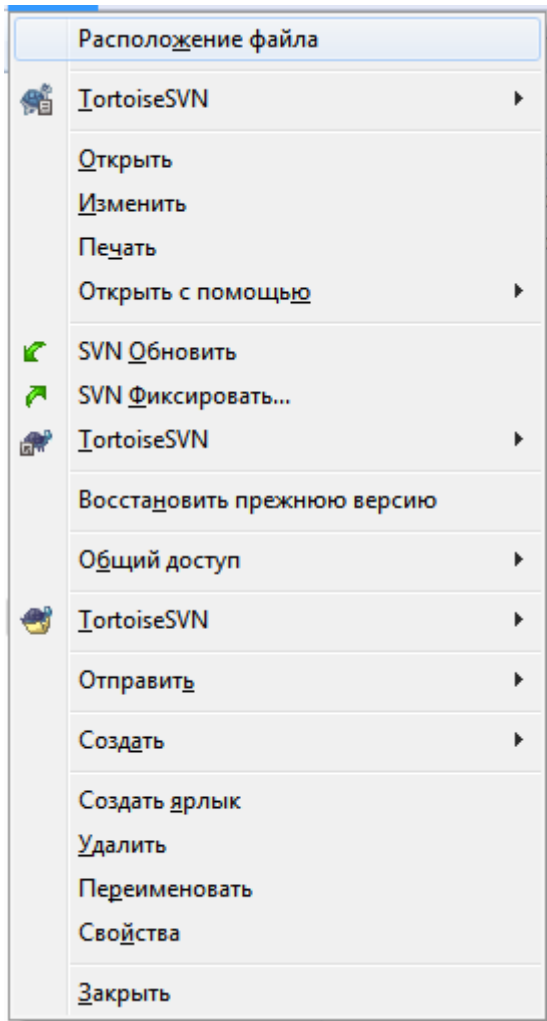 Расположение файла
TortoiseSVN
Открыть
Изменить
Печать
Открыть с помощью
SVN Обновить
SVN Фиксировать...
TortoiseSVN
Восстановить прежнюю версию
Общий доступ
TortoiseSVN
Отправить
Создать
Создать ярлык
Удалить
Переименовать
Свойства
Закрыть